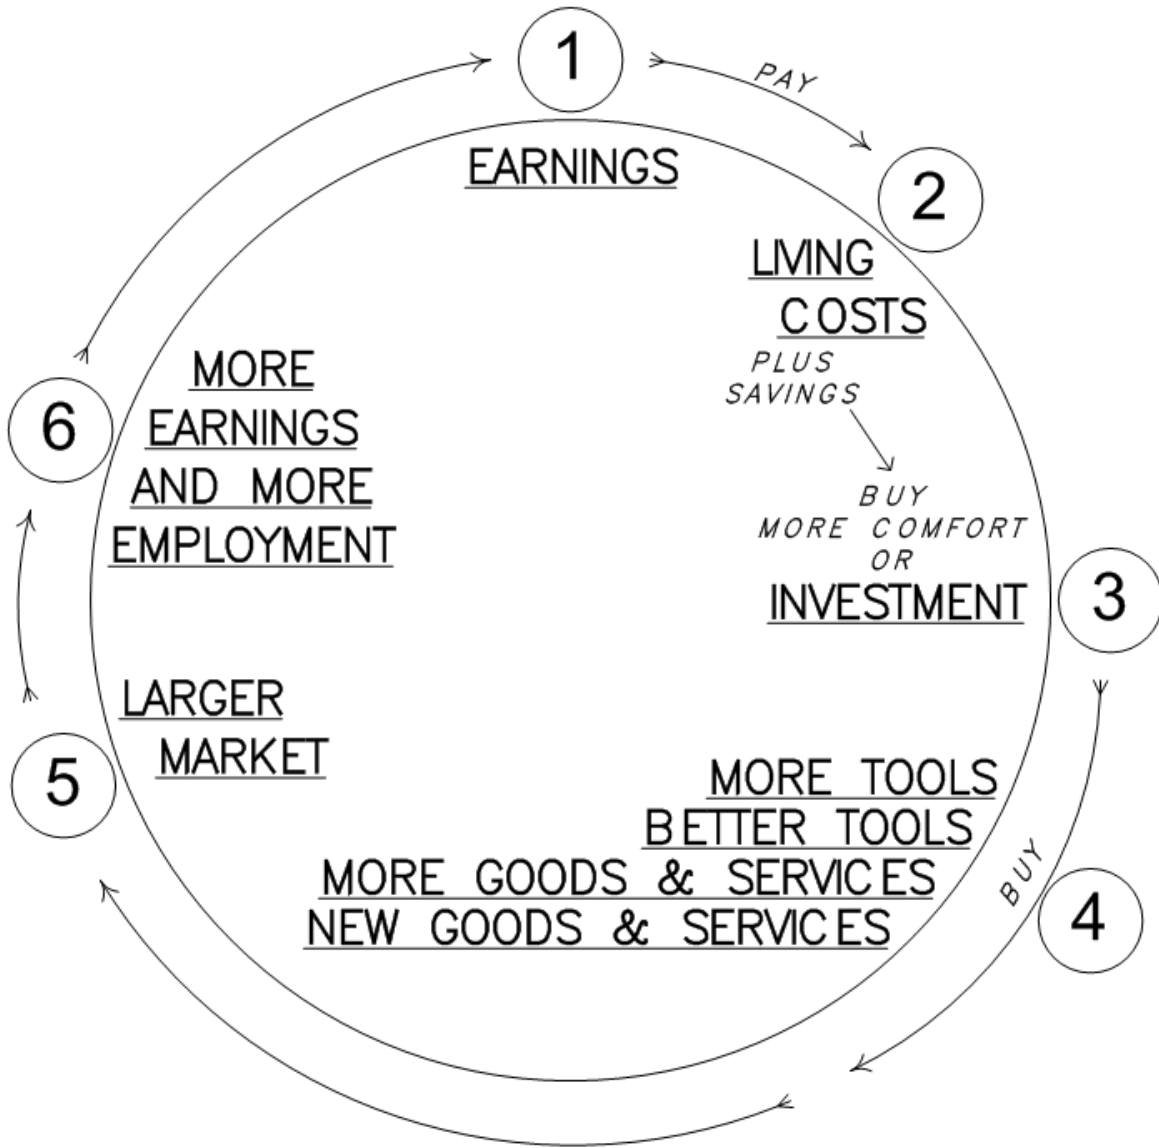 1
PAY
EARNINGS
2
LIVING
COSTS
PLUS
SAVINGS
BUY
MORE COMFORT
OR
INVESTMENT
3
BUY
4
MORE TOOLS
BETTER TOOLS
MORE GOODS & SERVICES
NEW GOODS & SERVICES
5
LARGER
MARKET
6
MORE
EARNINGS
AND MORE
EMPLOYMENT